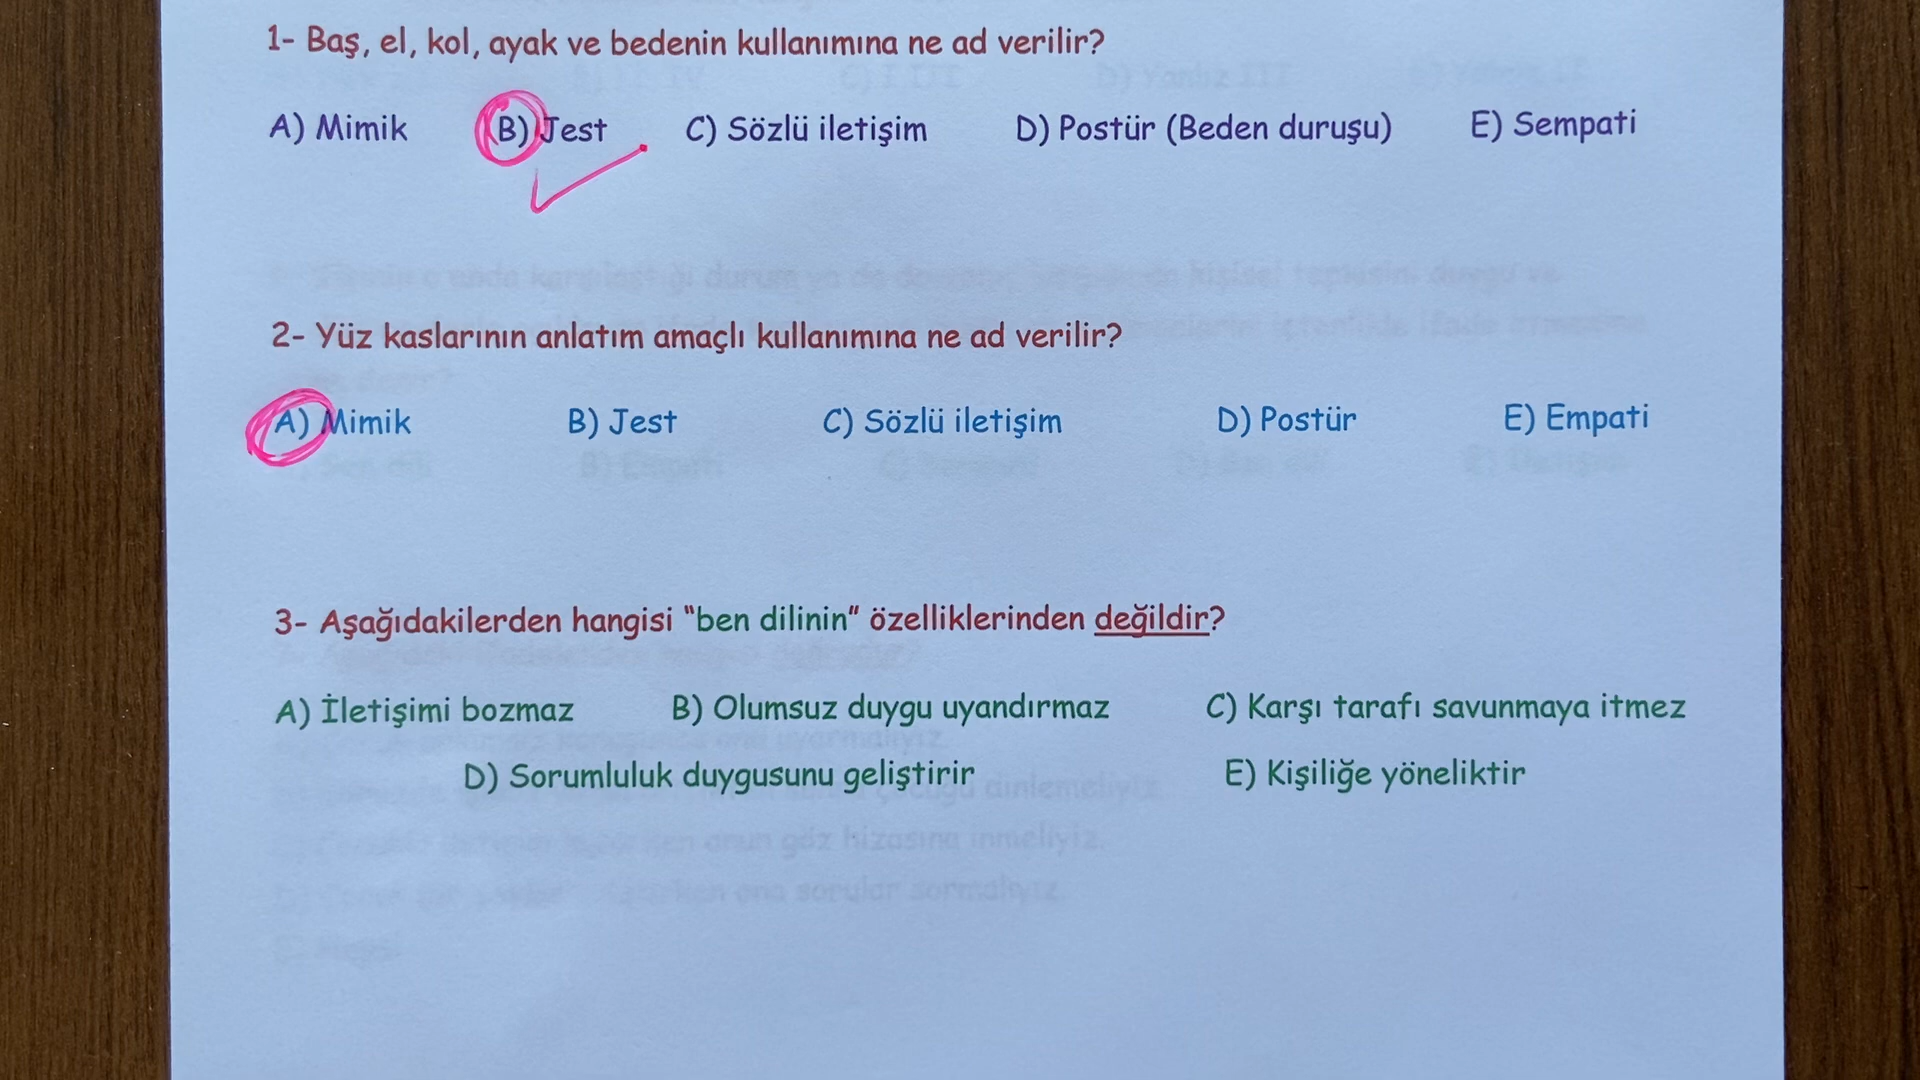 1- Baş, el, kol, ayak ve bedenin kullanımına ne ad verilir?
A) Mimik B) Jest C) Sözlü iletişim D) Postür (Beden duruşu) E) Sempati
2- Yüz kaslarının anlatım amaçlı kullanımına ne ad verilir?
A) Mimik B) Jest C) Sözlü iletişim D) Postür E) Empati
3- Aşağıdakilerden hangisi "ben dilinin" özelliklerinden değildir?
A) İletişimi bozmaz B) Olumsuz duygu uyandırmaz C) Karşı tarafı savunmaya itmez
D) Sorumluluk duygusunu geliştirir E) Kişiliğe yöneliktir